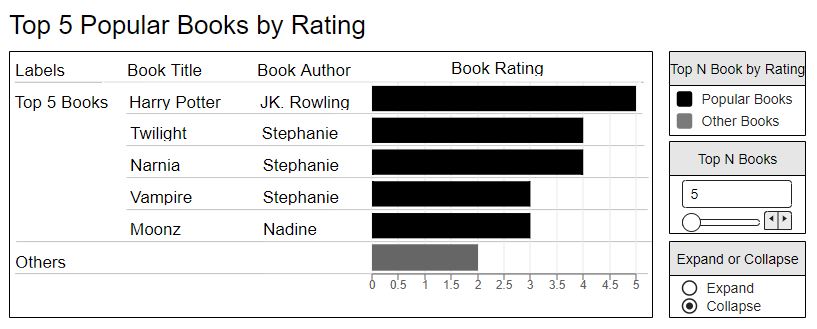 Top 5 Popular Books by Rating
Labels Book Title Book Author Book Rating
Top 5 Books Harry Potter JK. Rowling
Twilight Stephanie
Narnia Stephanie
Vampire Stephanie
Moonz Nadine
Others
0 0.5 1 1.5 2 2.5 3 3.5 4 4.5 5
Top N Book by Rating
Popular Books
Other Books
Top N Books
5
Expand or Collapse
Expand
Collapse